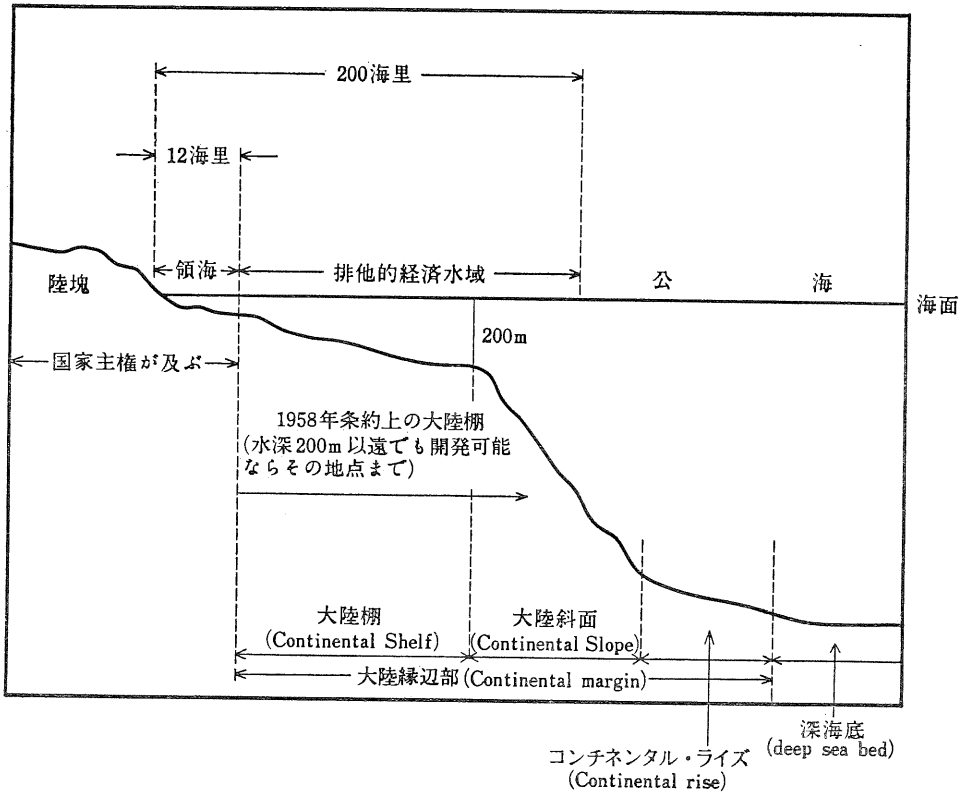 200海里
12海里
領海
排他的経済水域
公海
陸塊
海面
200m
国家主権が及ぶ
1958年条約上の大陸棚
(水深200m以遠でも開発可能
ならその地点まで)
大陸棚
(Continental Shelf)
大陸斜面
(Continental Slope)
大陸縁辺部(Continental margin)
深海底
(deep sea bed)
コンチネンタル・ライズ
(Continental rise)